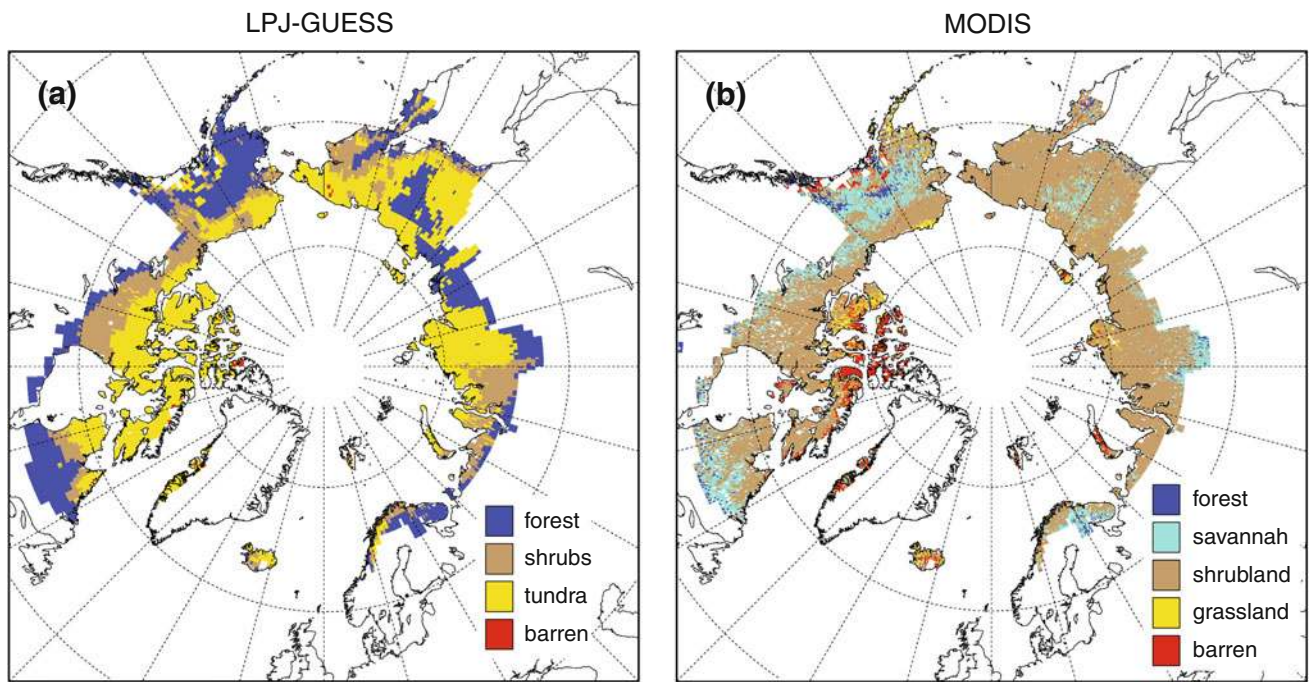 LPJ-GUESS
MODIS
(a)
(b)
forest
shrubs
tundra
barren
forest
savannah
shrubland
grassland
barren